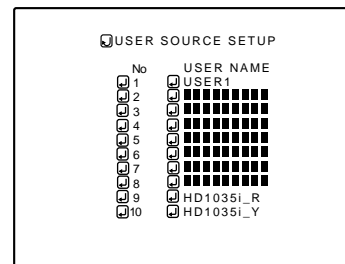 USER SOURCE SETUP
No USER NAME
1 USER1
2
3
4
5
6
7
8
9 HD1035i_R
10 HD1035i_Y